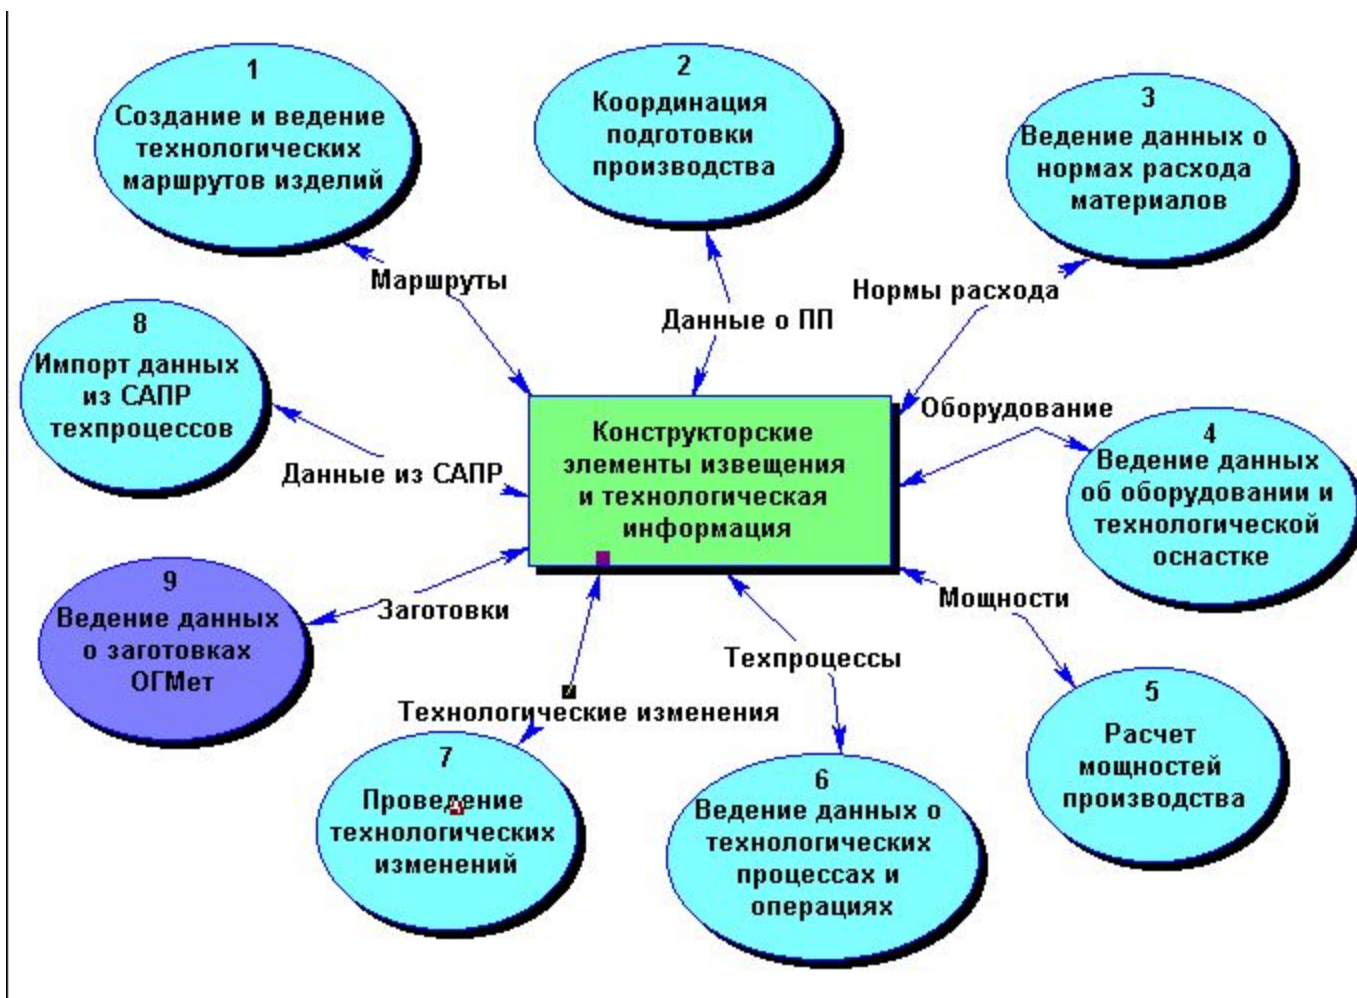 1
Создание и ведение
технологических
маршрутов изделий
2
Координация
подготовки
производства
3
Ведение данных о
нормах расхода
материалов
Маршруты
Данные о ПП
Нормы расхода
8
Импорт данных
из САПР
техпроцессов
Данные из САПР
Конструкторские
элементы извещения
и технологическая
информация
Оборудование
4
Ведение данных
об оборудовании и
технологической
оснастке
9
Ведение данных
о заготовках
ОГМет
Заготовки
Мощности
Техпроцессы
Технологические изменения
5
Расчет
мощностей
производства
7
Проведение
технологических
изменений
6
Ведение данных о
технологических
процессах и
операциях